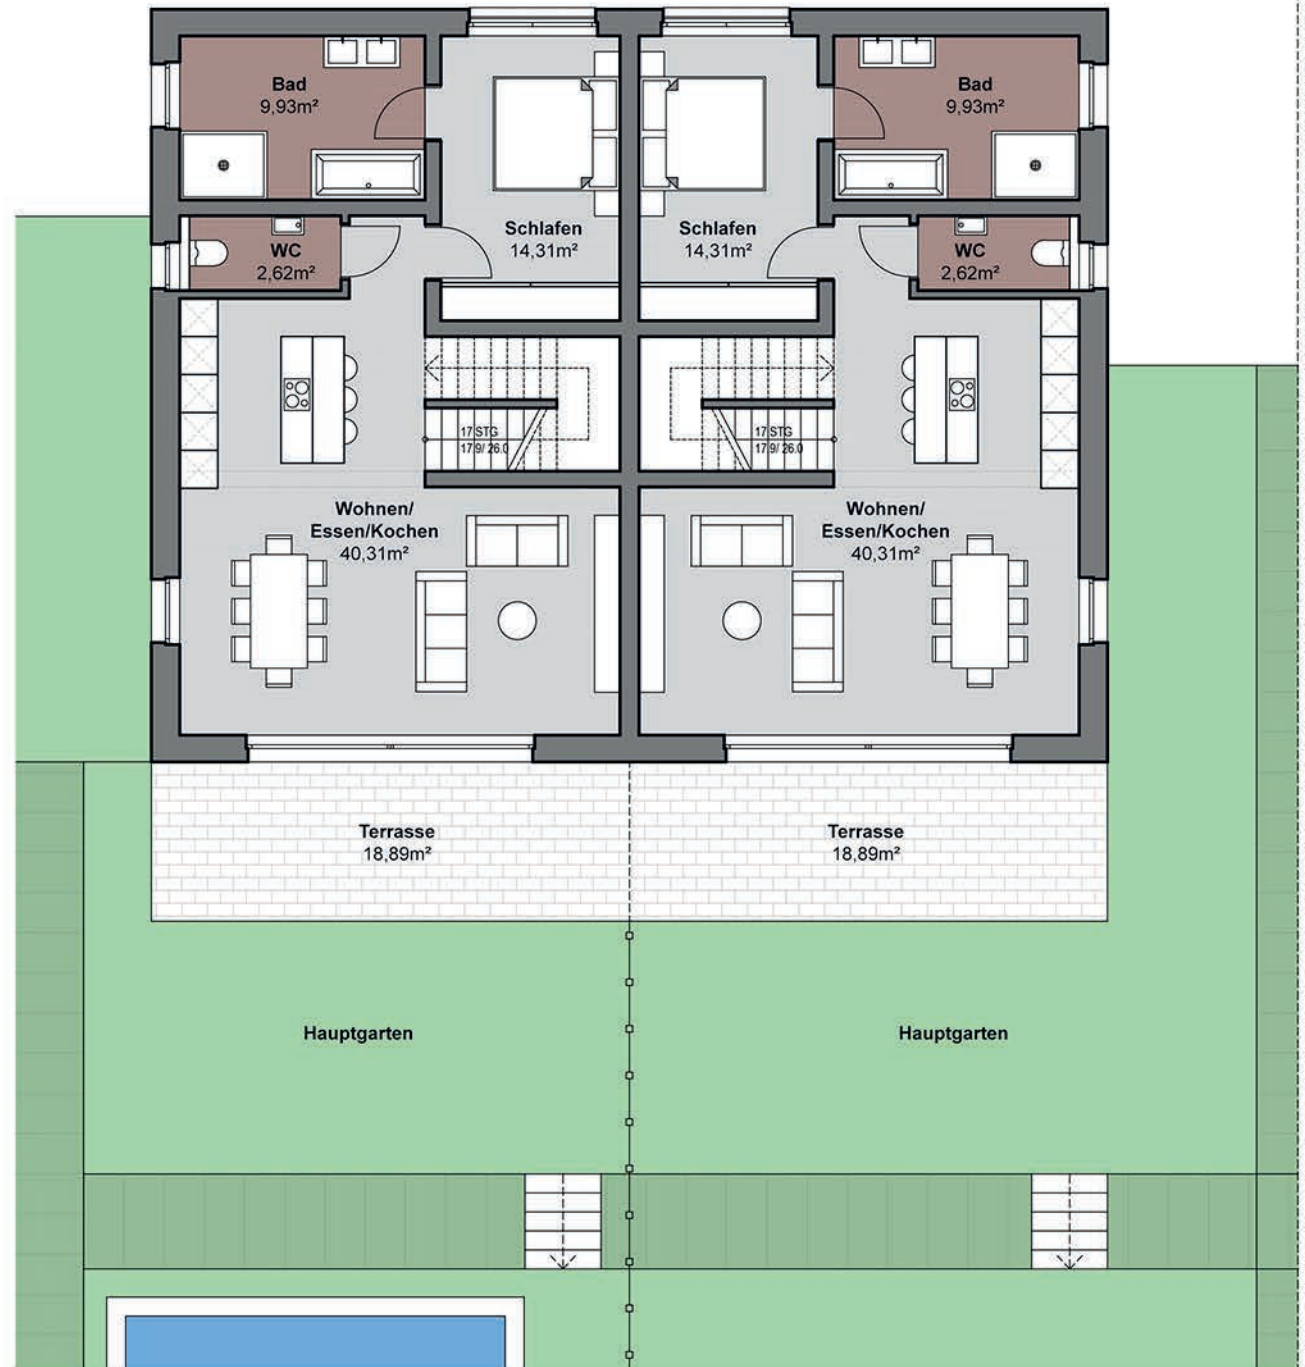 Bad
9,93m²
Bad
9,93m²
Schlafen
14,31m²
Schlafen
14,31m²
WC
2,62m²
WC
2,62m²
17 STG
17.9/ 26.0
17 STG
17.9/ 26.0
Wohnen/
Essen/Kochen
40,31m²
Wohnen/
Essen/Kochen
40,31m²
Terrasse
18,89m²
Terrasse
18,89m²
Hauptgarten
Hauptgarten